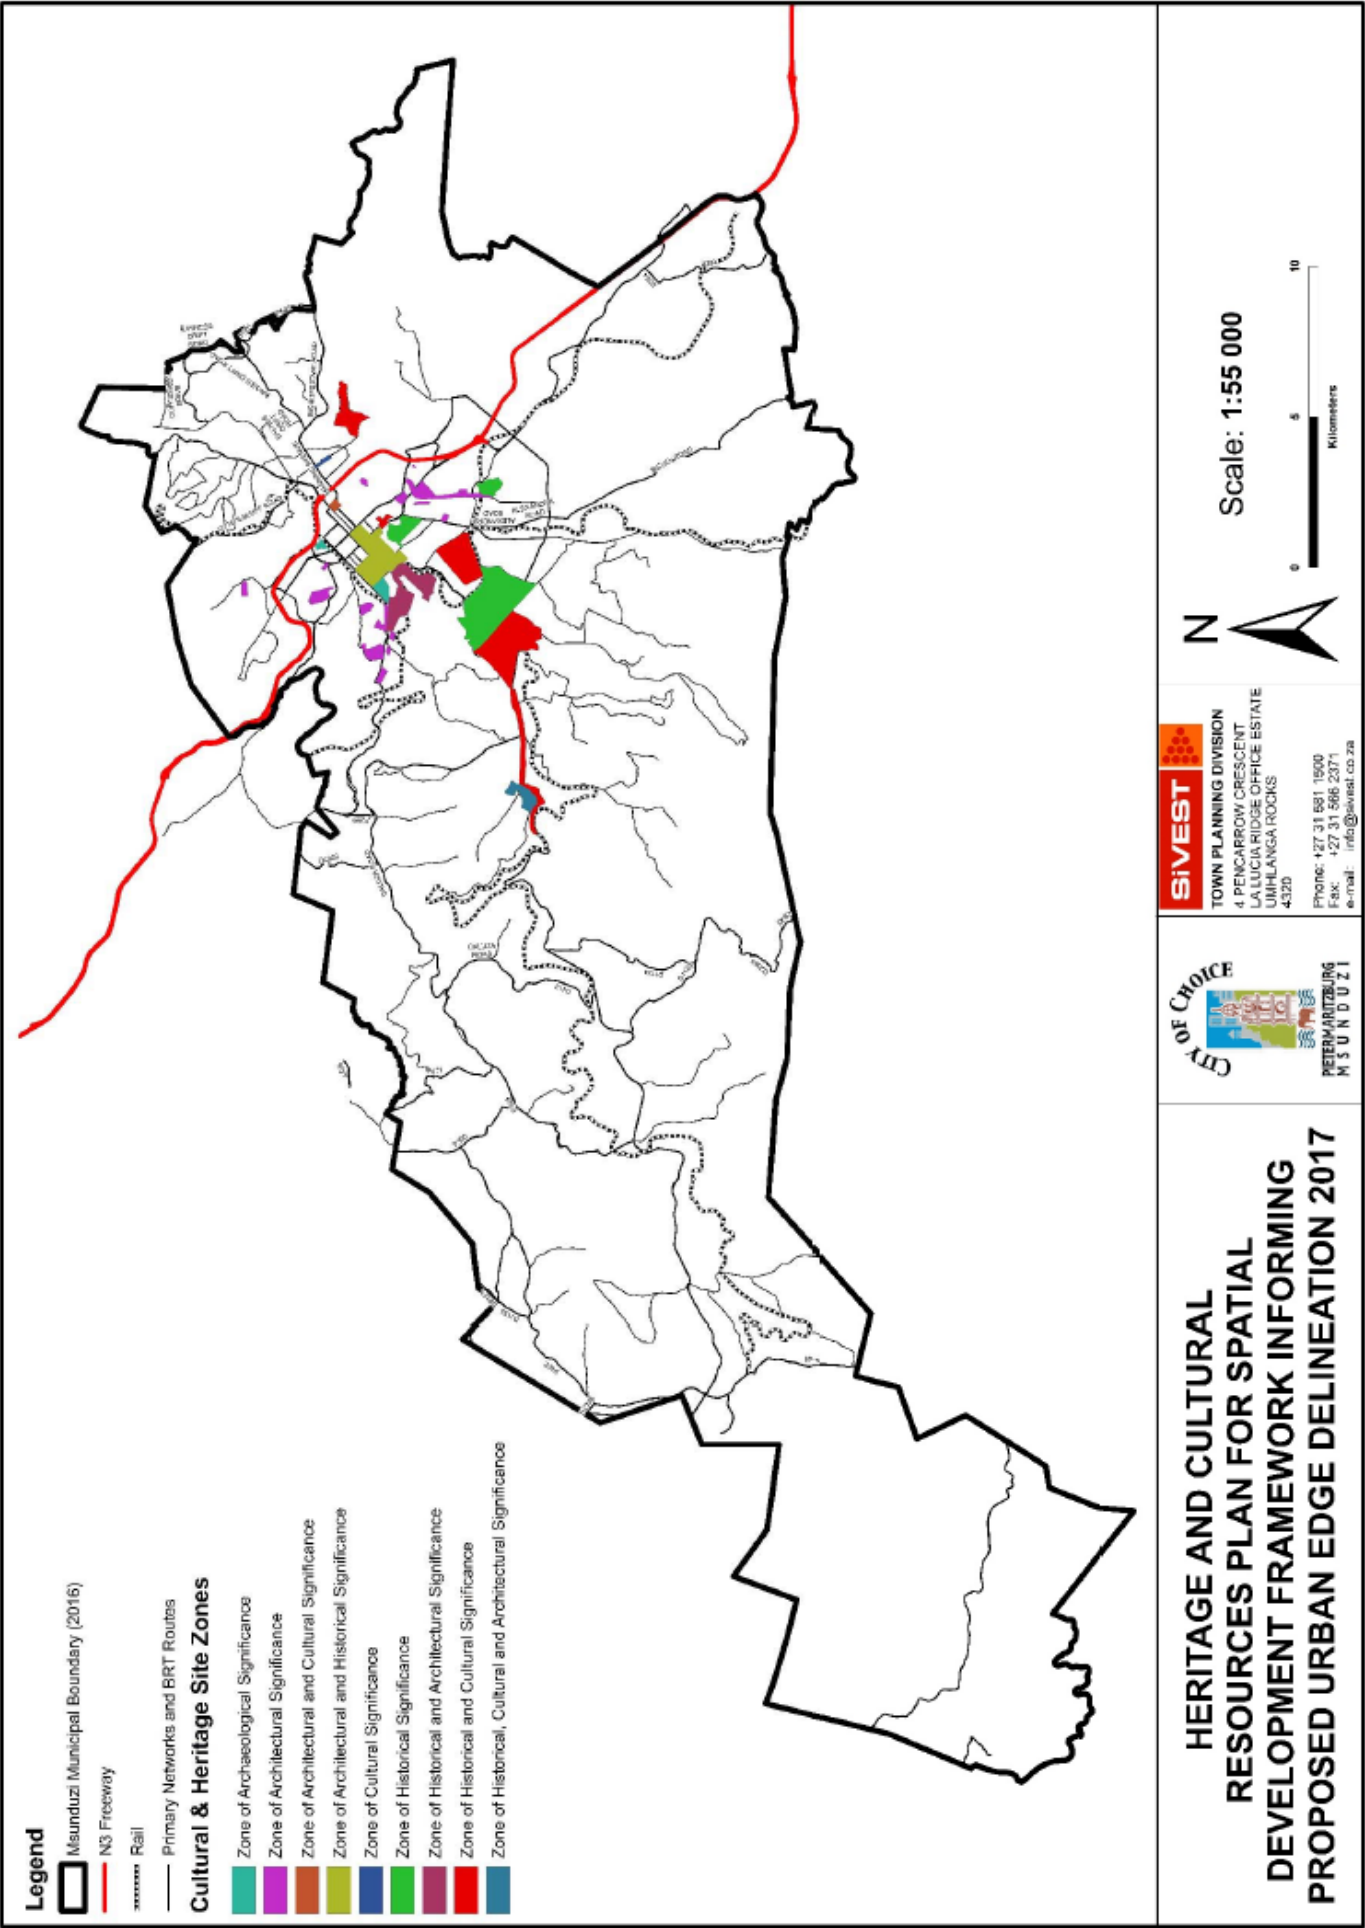 Legend
Msunduzi Municipal Boundary (2016)
N3 Freeway
Rail
Primary Networks and BRT Routes
Cultural & Heritage Site Zones
Zone of Archaeological Significance
Zone of Architectural Significance
Zone of Architectural and Cultural Significance
Zone of Architectural and Historical Significance
Zone of Cultural Significance
Zone of Historical Significance
Zone of Historical and Architectural Significance
Zone of Historical and Cultural Significance
Zone of Historical, Cultural and Architectural Significance
HERITAGE AND CULTURAL
RESOURCES PLAN FOR SPATIAL
DEVELOPMENT FRAMEWORK INFORMING
PROPOSED URBAN EDGE DELINEATION 2017
CITY OF CHOICE
PIETERMARITZBURG
MSUNDUZI
SiVEST
TOWN PLANNING DIVISION
4 PENCARROW CRESCENT
LA LUCIA RIDGE OFFICE ESTATE
UMHLANGA ROCKS
4320
Phone: +27 31 581 1500
Fax: +27 31 566 2371
e-mail: info@sivest.co.za
N
Scale: 1:55 000
0 5 10
Kilometers